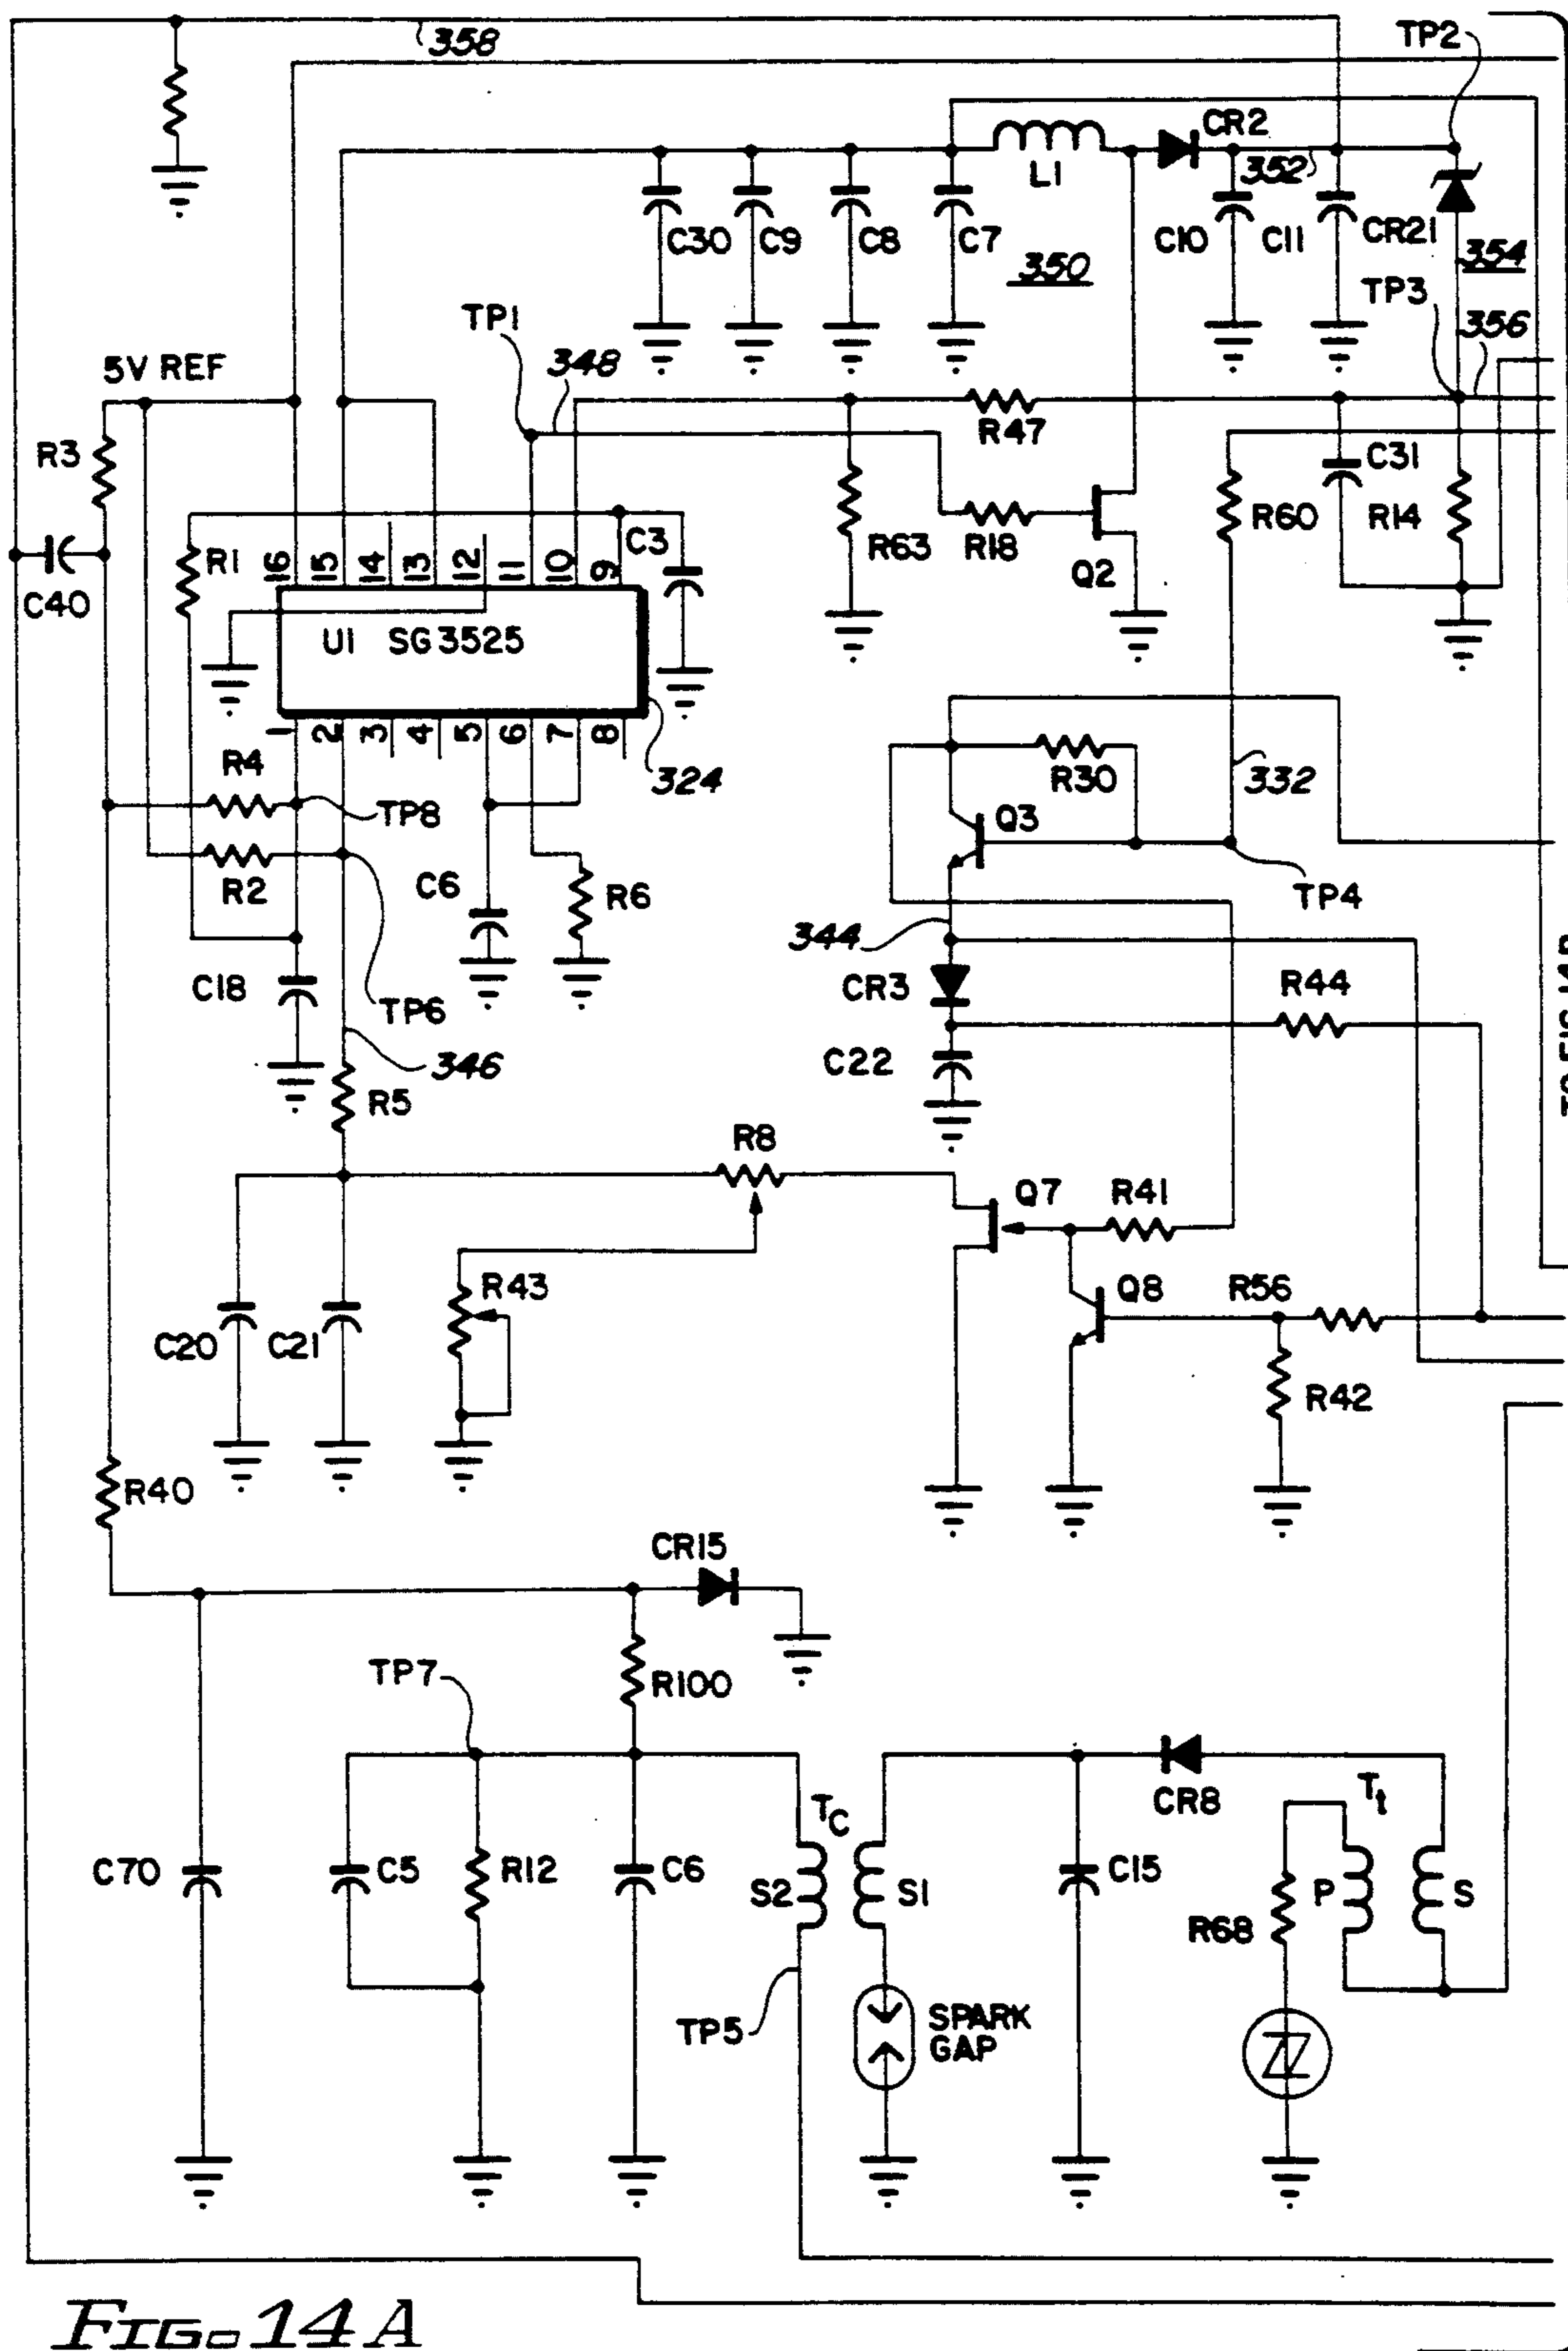 358
TP2
CR2
L1
352
C30
C9
C8
C7
350
C10
C11
CR21
354
TP3
TP1
348
356
5V REF
R3
R47
C31
R1
16
15
14
13
12
11
10
9
C3
R63
R18
Q2
R60
R14
C40
U1 SG3525
1
2
3
4
5
6
7
8
R4
324
R30
332
TP8
Q3
R2
C6
R6
TP4
344
C18
TP6
CR3
R44
346
C22
R5
R8
Q7
R41
R43
Q8
R56
C20
C21
R42
R40
CR15
TP7
R100
TC
CR8
Tt
C70
C5
R12
C6
S2
S1
C15
P
S
R68
TP5
SPARK
GAP
FIG. 14A